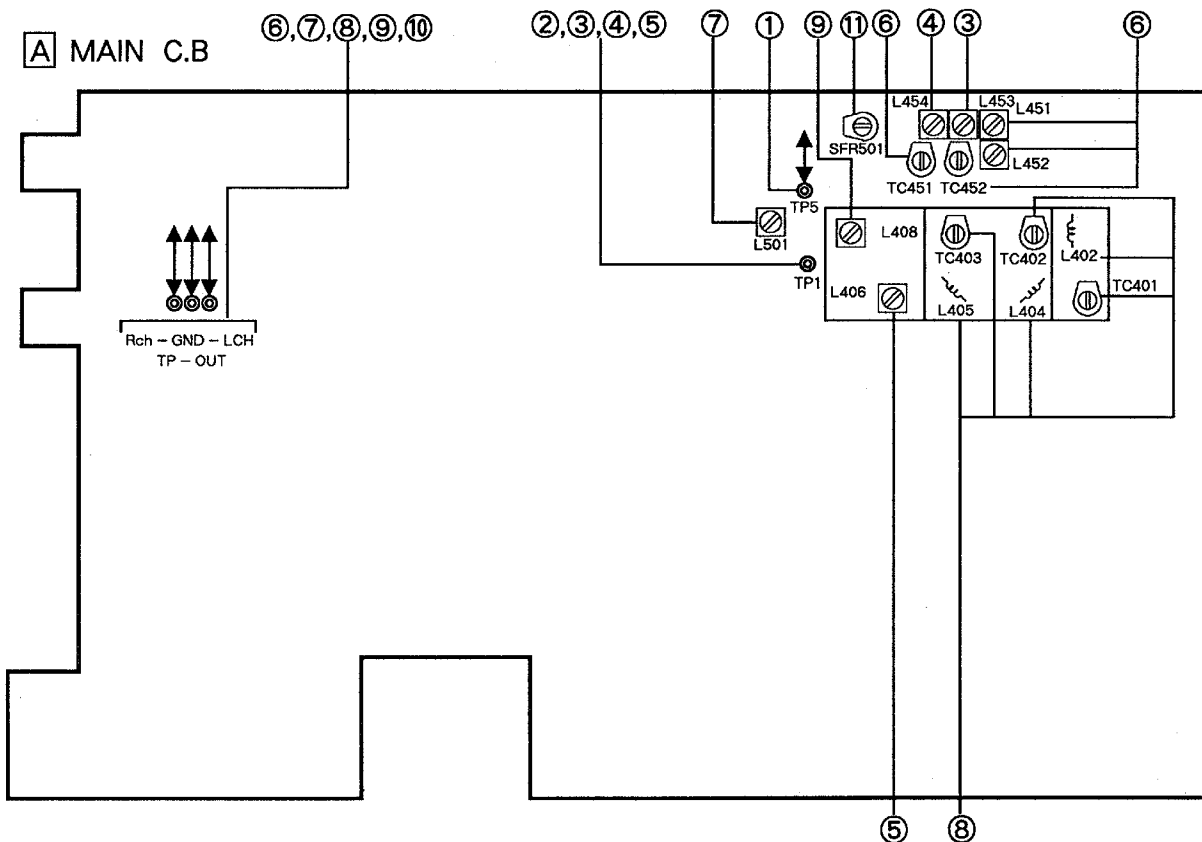 A MAIN C.B
⑥,⑦,⑧,⑨,⑩
②,③,④,⑤
⑦
①
⑨
⑪
⑥
④
③
⑥
L454
L453
L451
SFR501
L452
TC451
TC452
TP5
L501
L408
TC403
TC402
L402
TP1
L406
L405
L404
TC401
Rch – GND – LCH
TP – OUT
⑤
⑧